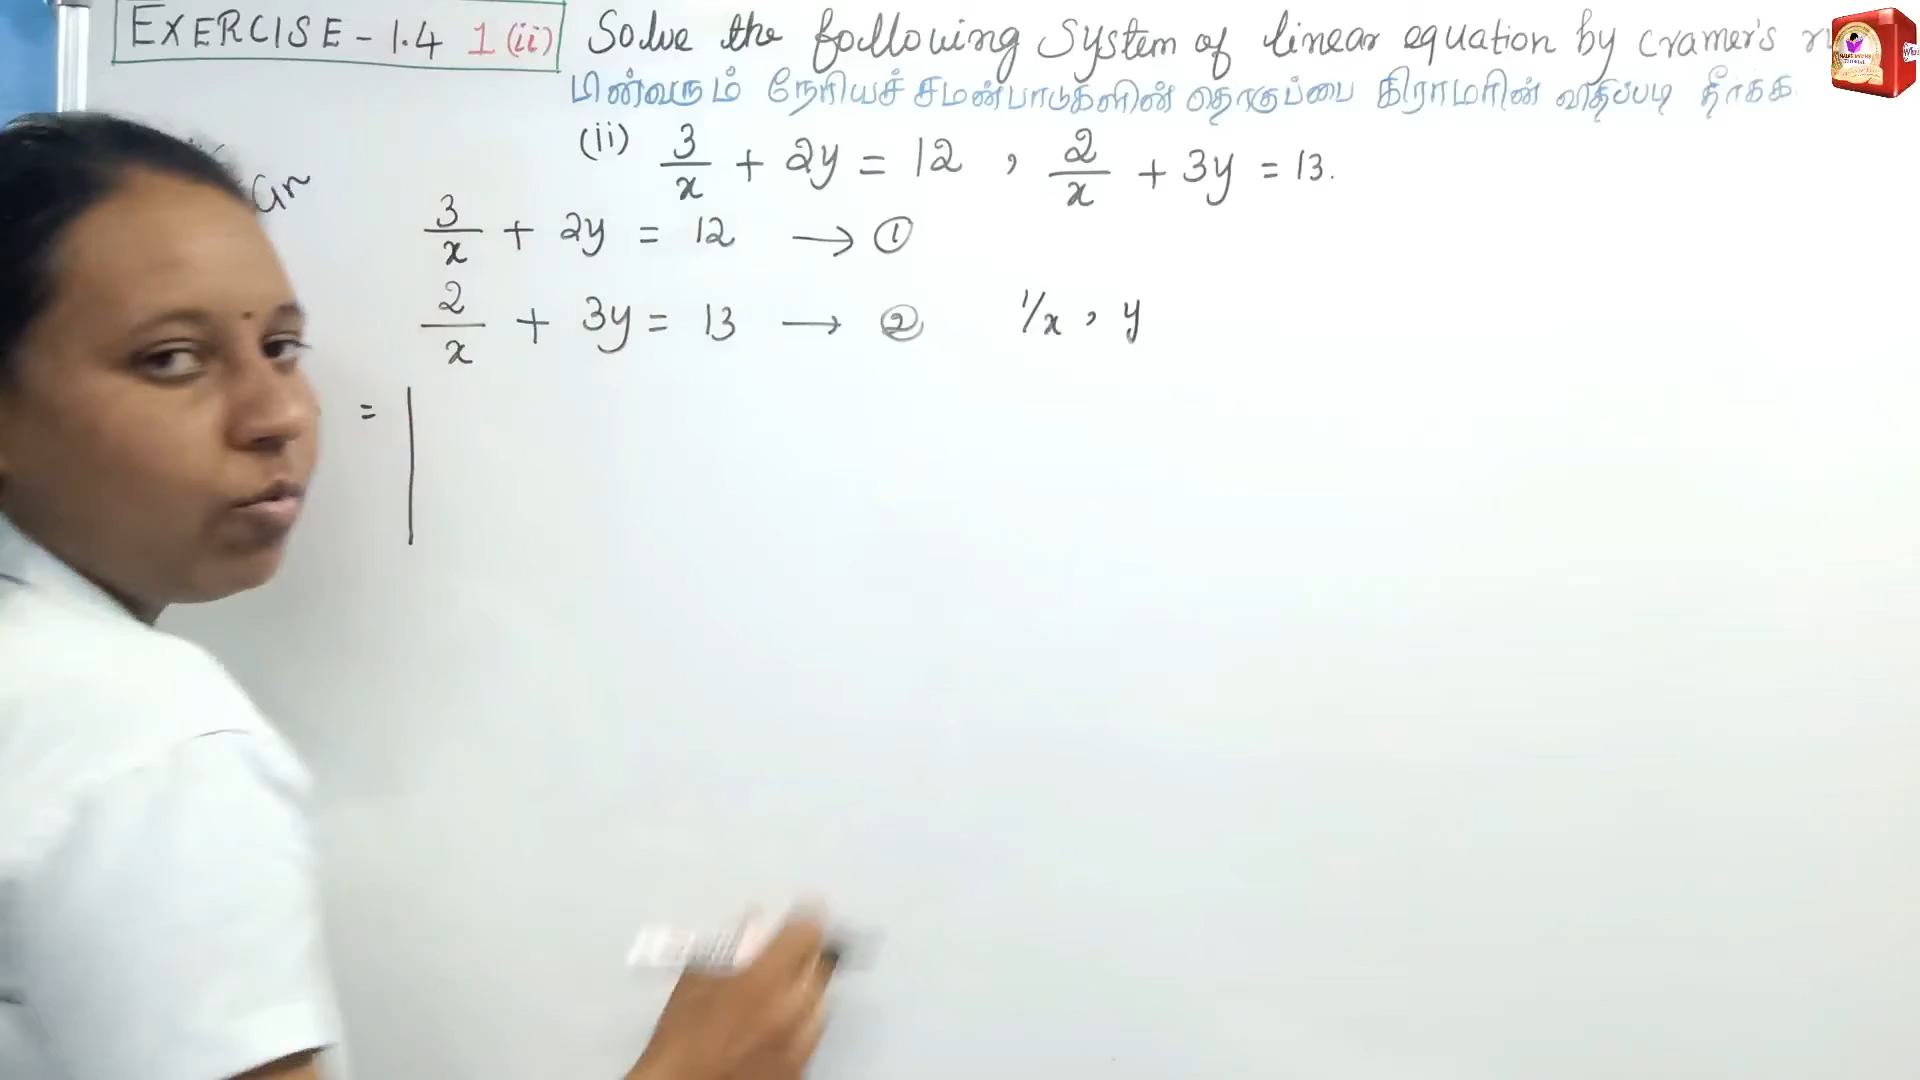 EXERCISE - 1.4 1 (ii) Solve the following System of linear equation by cramer's
பின்வரும் நேரியச் சமன்பாடுகளின் தொகுப்பை கிராமரின் விதிப்படி தீர்க்க.
(ii) 3/x + 2y = 12 , 2/x + 3y = 13.
3/x + 2y = 12 → ①
2/x + 3y = 13 → ② 1/x , y
= |